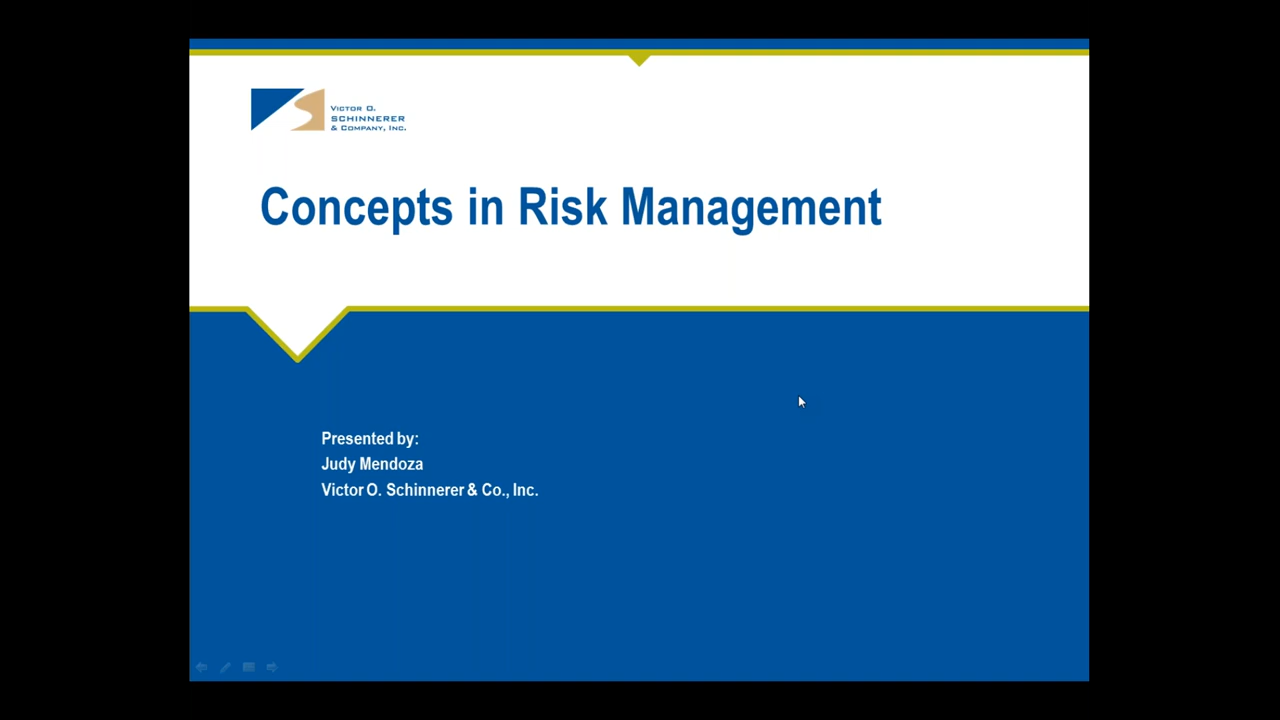 VICTOR O.
SCHINNERER
& COMPANY, INC.
Concepts in Risk Management
Presented by:
Judy Mendoza
Victor O. Schinnerer & Co., Inc.